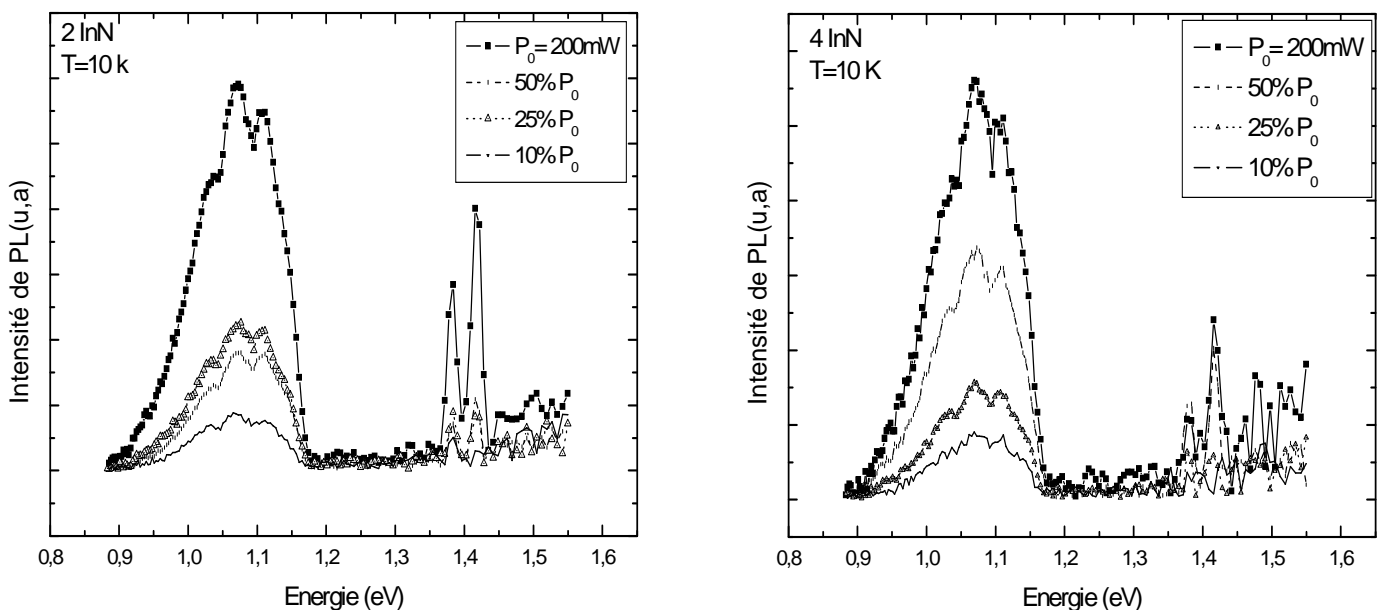 2 InN
T=10 k
P0= 200mW
50% P0
25% P0
10% P0
Intensité de PL(u,a)
0,8 0,9 1,0 1,1 1,2 1,3 1,4 1,5 1,6
Energie (eV)
4 InN
T=10 K
P0= 200mW
50% P0
25% P0
10% P0
Intensité de PL(u,a)
0,8 0,9 1,0 1,1 1,2 1,3 1,4 1,5 1,6
Energie (eV)